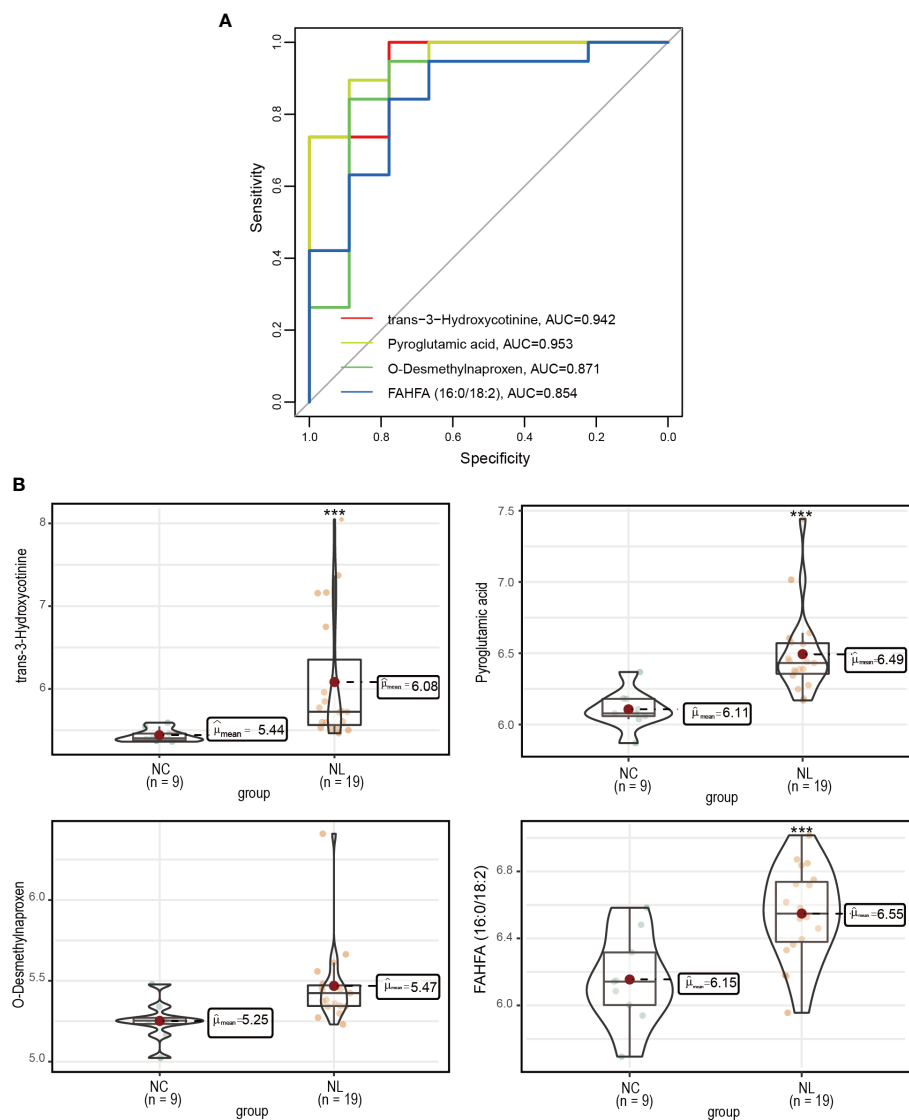 A
Sensitivity
1.0
0.8
0.6
0.4
0.2
0.0
trans−3−Hydroxycotinine, AUC=0.942
Pyroglutamic acid, AUC=0.953
O-Desmethylnaproxen, AUC=0.871
FAHFA (16:0/18:2), AUC=0.854
1.0 0.8 0.6 0.4 0.2 0.0
Specificity
B
trans-3-Hydroxycotinine
8
7
6
***
μ̂mean = 5.44
μ̂mean = 6.08
NC NL
(n = 9) (n = 19)
group
Pyroglutamic acid
7.5
7.0
6.5
6.0
***
μ̂mean = 6.11
μ̂mean = 6.49
NC NL
(n = 9) (n = 19)
group
O-Desmethylnaproxen
6.0
5.5
5.0
μ̂mean = 5.25
μ̂mean = 5.47
NC NL
(n = 9) (n = 19)
group
FAHFA (16:0/18:2)
6.8
6.4
6.0
***
μ̂mean = 6.15
μ̂mean = 6.55
NC NL
(n = 9) (n = 19)
group